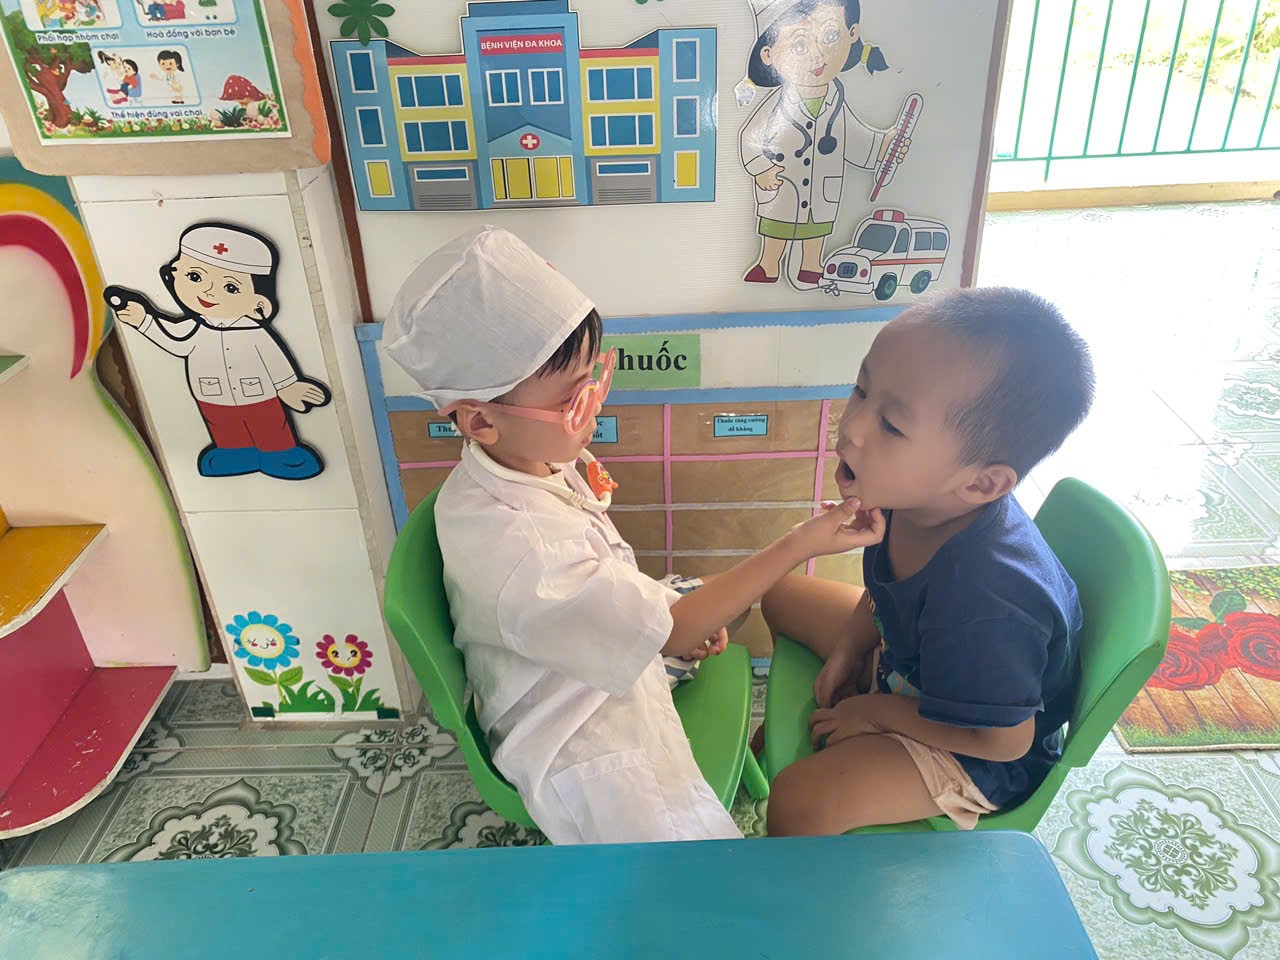 Phối hợp nhóm chơi
Hoà đồng với bạn bè
Thể hiện đúng vai chơi
BỆNH VIỆN ĐA KHOA
huốc
Thuốc tăng cường
đề kháng